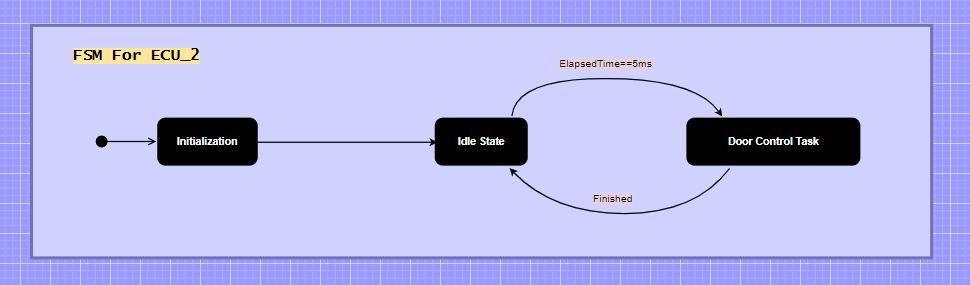 FSM For ECU_2
ElapsedTime==5ms
Initialization
Idle State
Door Control Task
Finished